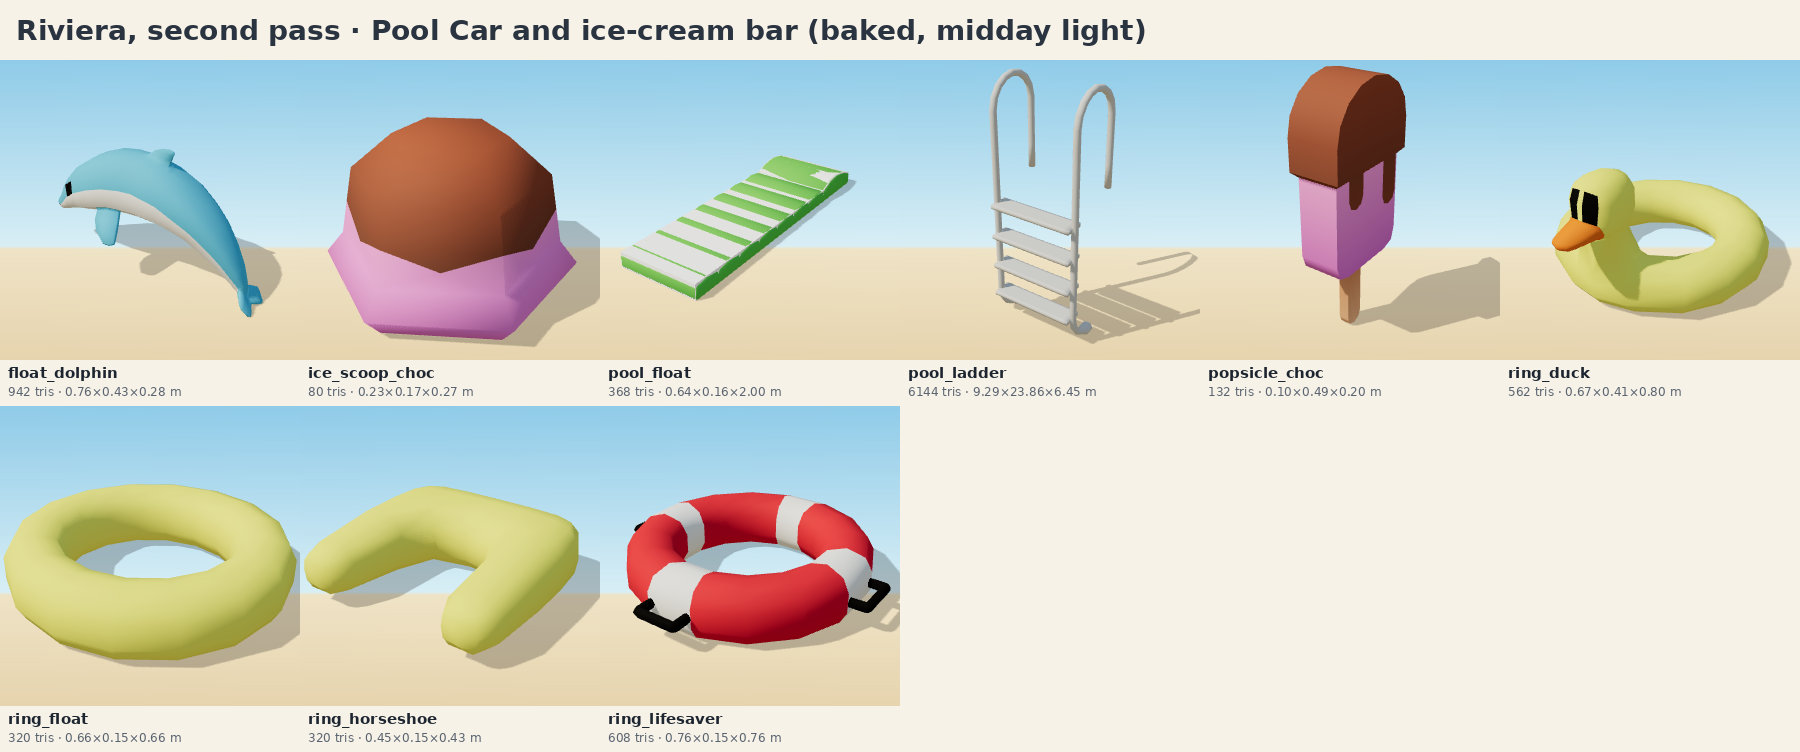 Riviera, second pass · Pool Car and ice-cream bar (baked, midday light)
float_dolphin
942 tris · 0.76×0.43×0.28 m
ice_scoop_choc
80 tris · 0.23×0.17×0.27 m
pool_float
368 tris · 0.64×0.16×2.00 m
pool_ladder
6144 tris · 9.29×23.86×6.45 m
popsicle_choc
132 tris · 0.10×0.49×0.20 m
ring_duck
562 tris · 0.67×0.41×0.80 m
ring_float
320 tris · 0.66×0.15×0.66 m
ring_horseshoe
320 tris · 0.45×0.15×0.43 m
ring_lifesaver
608 tris · 0.76×0.15×0.76 m